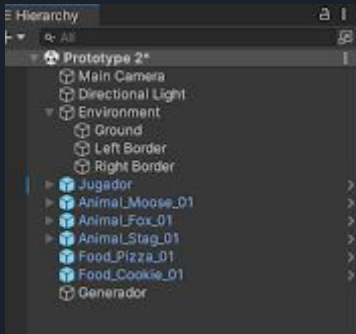 Hierarchy
All
Prototype 2*
Main Camera
Directional Light
Environment
Ground
Left Border
Right Border
Jugador
Animal_Moose_01
Animal_Fox_01
Animal_Stag_01
Food_Pizza_01
Food_Cookie_01
Generador